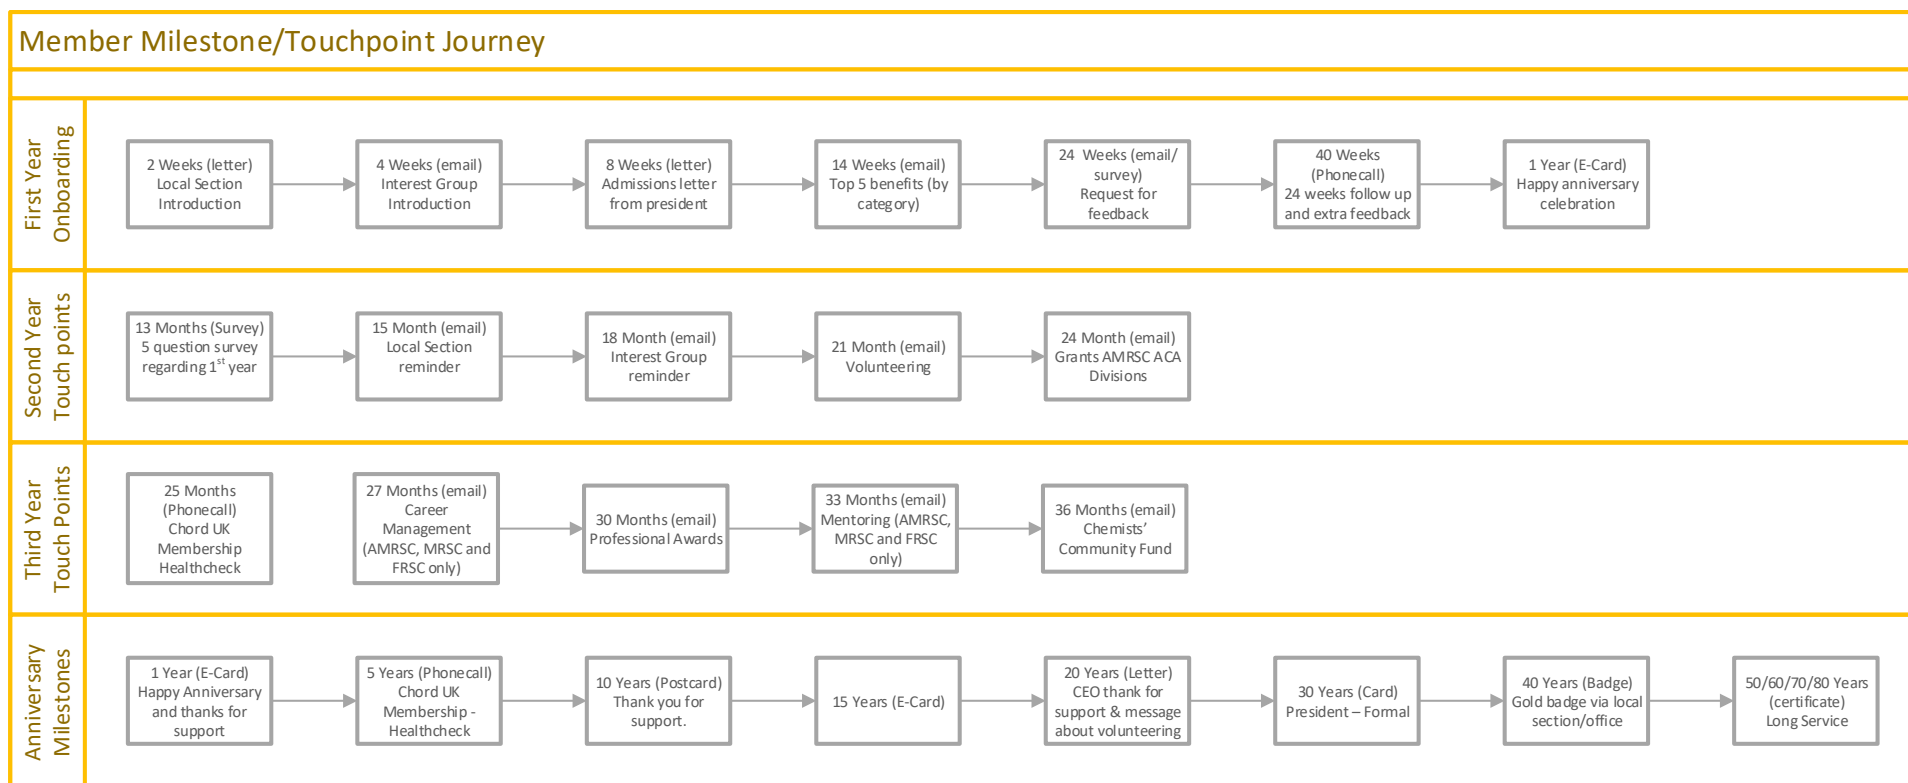 Member Milestone/Touchpoint Journey
First Year
Onboarding
2 Weeks (letter)
Local Section
Introduction
4 Weeks (email)
Interest Group
Introduction
8 Weeks (letter)
Admissions letter
from president
14 Weeks (email)
Top 5 benefits (by
category)
24 Weeks (email/
survey)
Request for
feedback
40 Weeks
(Phonecall)
24 weeks follow up
and extra feedback
1 Year (E-Card)
Happy anniversary
celebration
Second Year
Touch points
13 Months (Survey)
5 question survey
regarding 1st year
15 Month (email)
Local Section
reminder
18 Month (email)
Interest Group
reminder
21 Month (email)
Volunteering
24 Month (email)
Grants AMRSC ACA
Divisions
Third Year
Touch Points
25 Months
(Phonecall)
Chord UK
Membership
Healthcheck
27 Months (email)
Career
Management
(AMRSC, MRSC and
FRSC only)
30 Months (email)
Professional Awards
33 Months (email)
Mentoring (AMRSC,
MRSC and FRSC
only)
36 Months (email)
Chemists’
Community Fund
Anniversary
Milestones
1 Year (E-Card)
Happy Anniversary
and thanks for
support
5 Years (Phonecall)
Chord UK
Membership -
Healthcheck
10 Years (Postcard)
Thank you for
support.
15 Years (E-Card)
20 Years (Letter)
CEO thank for
support & message
about volunteering
30 Years (Card)
President – Formal
40 Years (Badge)
Gold badge via local
section/office
50/60/70/80 Years
(certificate)
Long Service